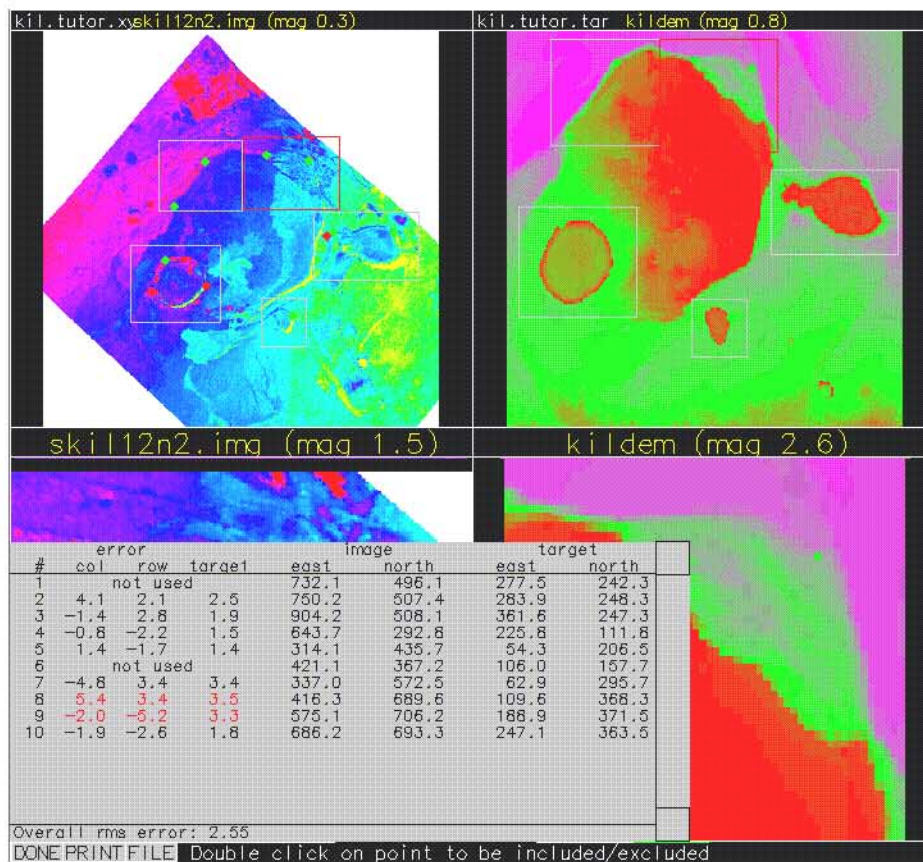 kil.tutor.xy skil12n2.img (mag 0.3)
kil.tutor.tar kildem (mag 0.8)
skil12n2.img (mag 1.5)
kildem (mag 2.6)
error image target
# col row target east north east north
1 not used 732.1 496.1 277.5 242.3
2 4.1 2.1 2.5 750.2 507.4 283.9 248.3
3 -1.4 2.8 1.9 904.2 508.1 361.6 247.3
4 -0.8 -2.2 1.5 643.7 292.8 225.8 111.8
5 1.4 -1.7 1.4 314.1 435.7 54.3 206.5
6 not used 421.1 367.2 106.0 157.7
7 -4.8 3.4 3.4 337.0 572.5 62.9 295.7
8 5.4 3.4 3.5 416.3 689.6 109.6 368.3
9 -2.0 -5.2 3.3 575.1 706.2 188.9 371.5
10 -1.9 -2.6 1.8 686.2 693.3 247.1 363.5
Overall rms error: 2.55
DONE PRINT FILE Double click on point to be included/excluded